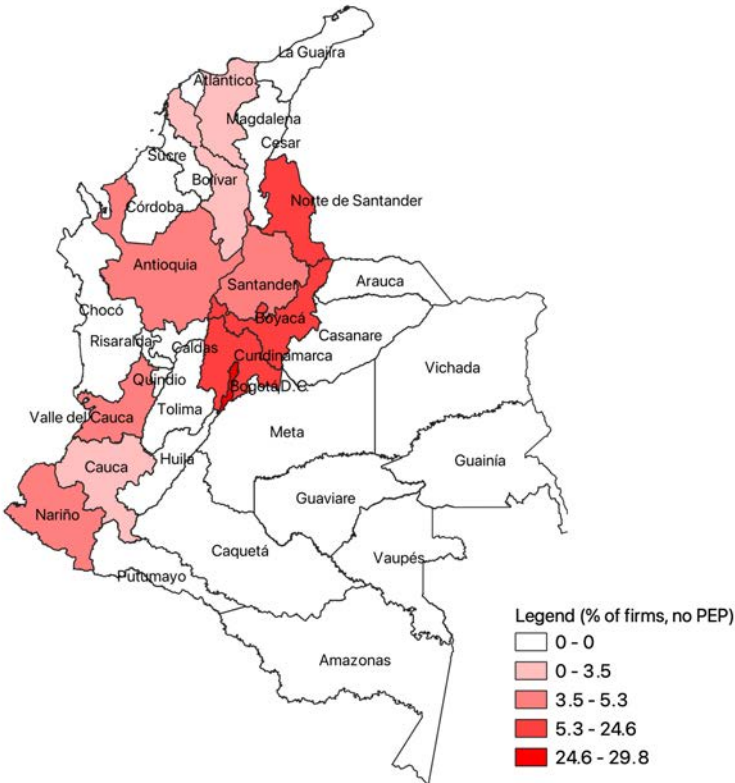 La Guajira
Atlántico
Magdalena
Cesar
Sucre
Bolívar
Norte de Santander
Córdoba
Antioquia
Santander
Arauca
Chocó
Boyacá
Risaralda
Caldas
Casanare
Cundinamarca
Vichada
Quindío
Bogotá D.C.
Tolima
Valle del Cauca
Meta
Huila
Guainía
Cauca
Guaviare
Nariño
Caquetá
Vaupés
Putumayo
Amazonas
Legend (% of firms, no PEP)
0 - 0
0 - 3.5
3.5 - 5.3
5.3 - 24.6
24.6 - 29.8